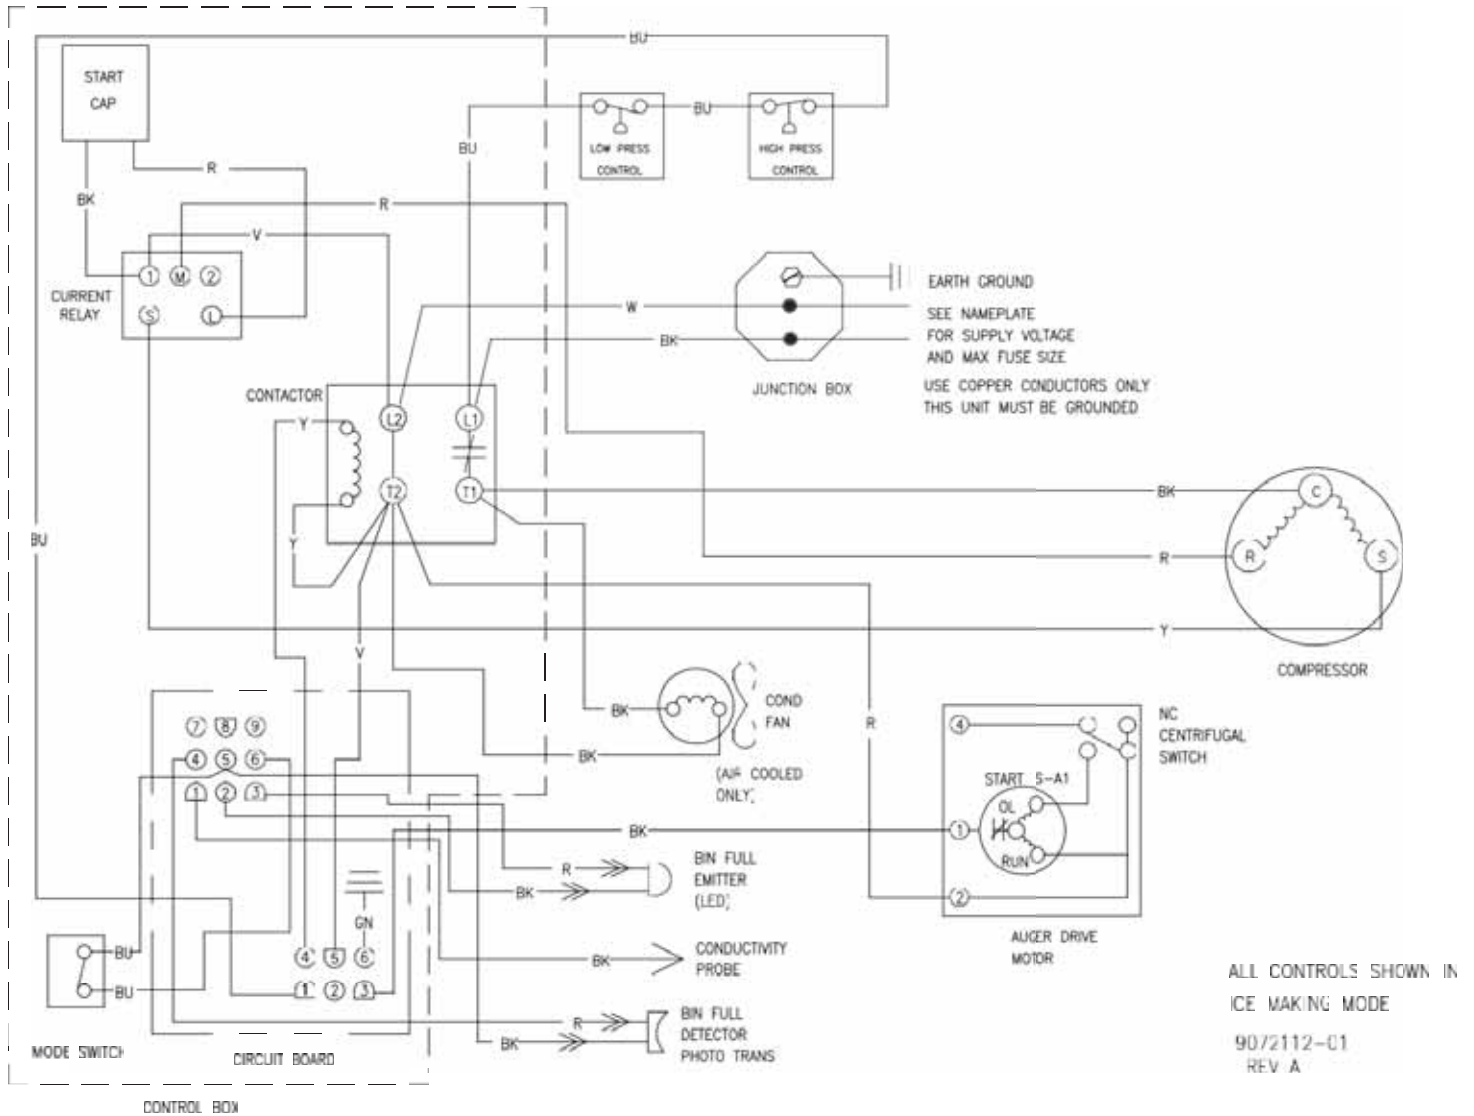 BU
START
CAP
BU
LOW PRESS
CONTROL
HIGH PRESS
CONTROL
BU
R
BK
R
V
1 M 2
S L
CURRENT
RELAY
EARTH GROUND
SEE NAMEPLATE
FOR SUPPLY VOLTAGE
AND MAX FUSE SIZE
USE COPPER CONDUCTORS ONLY
THIS UNIT MUST BE GROUNDED
W
BK
JUNCTION BOX
CONTACTOR
Y
L2 L1
T2 T1
BK
C
R S
BU
Y
R
Y
COMPRESSOR
V
COND
FAN
BK
BK
(AIR COOLED
ONLY)
R
NC
CENTRIFUGAL
SWITCH
4
START S-A1
OL
1
RUN
2
AUGER DRIVE
MOTOR
7 8 9
4 5 6
1 2 3
BK
BIN FULL
EMITTER
(LED)
R
BK
GN
4 5 6
1 2 3
BU
BU
MODE SWITCH
CIRCUIT BOARD
CONTROL BOX
CONDUCTIVITY
PROBE
BK
BIN FULL
DETECTOR
PHOTO TRANS
R
BK
ALL CONTROLS SHOWN IN
ICE MAKING MODE
9072112-01
REV A